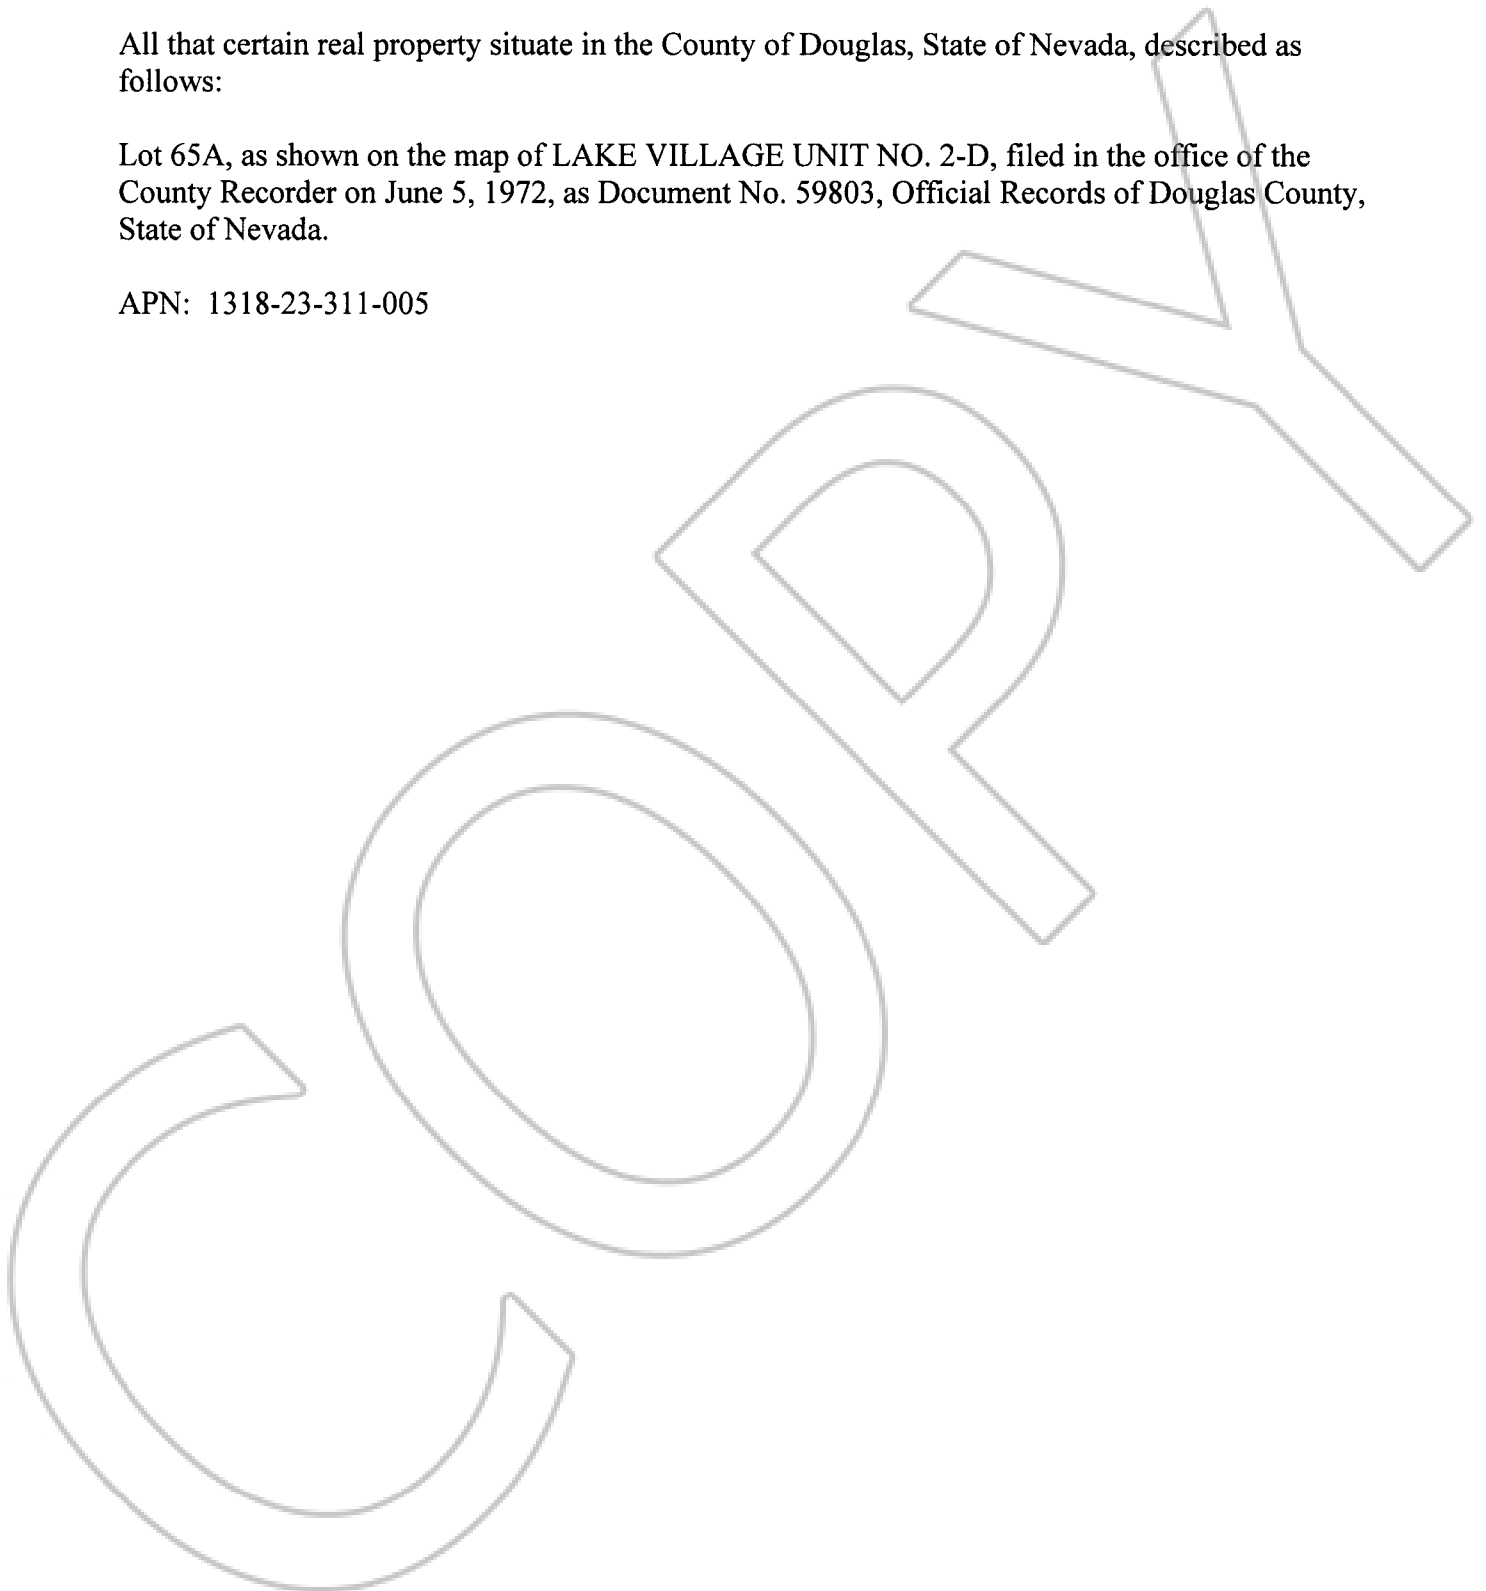 All that certain real property situate in the County of Douglas, State of Nevada, described as
follows:
Lot 65A, as shown on the map of LAKE VILLAGE UNIT NO. 2-D, filed in the office of the
County Recorder on June 5, 1972, as Document No. 59803, Official Records of Douglas County,
State of Nevada.
APN: 1318-23-311-005
COPY